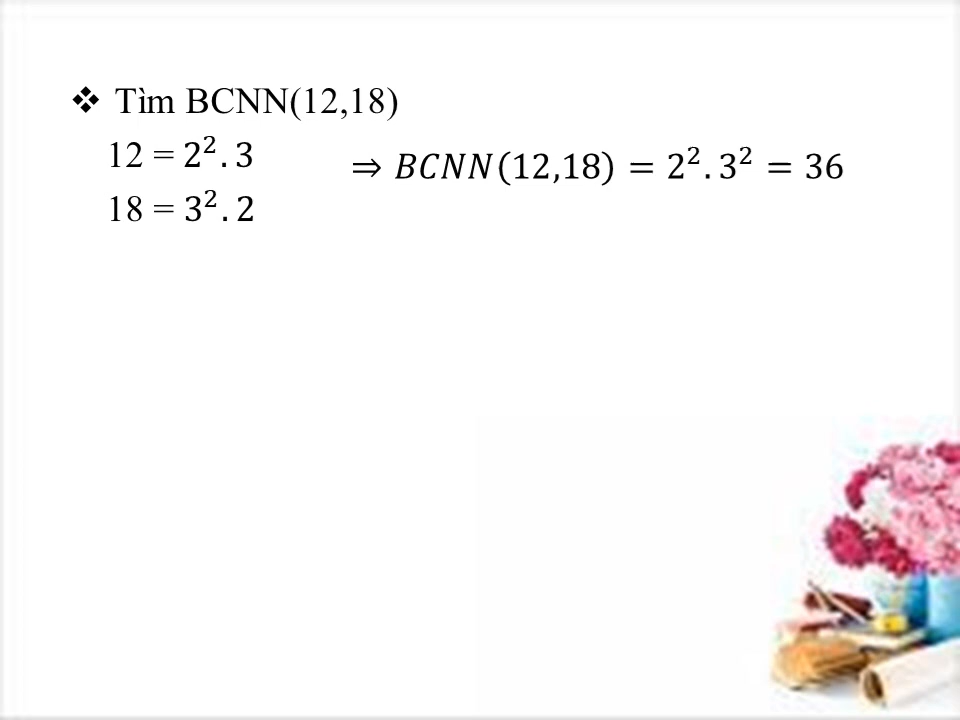 ❖ Tìm BCNN(12,18)
12 = 2².3
⇒ 𝐵𝐶𝑁𝑁(12,18) = 2².3² = 36
18 = 3².2